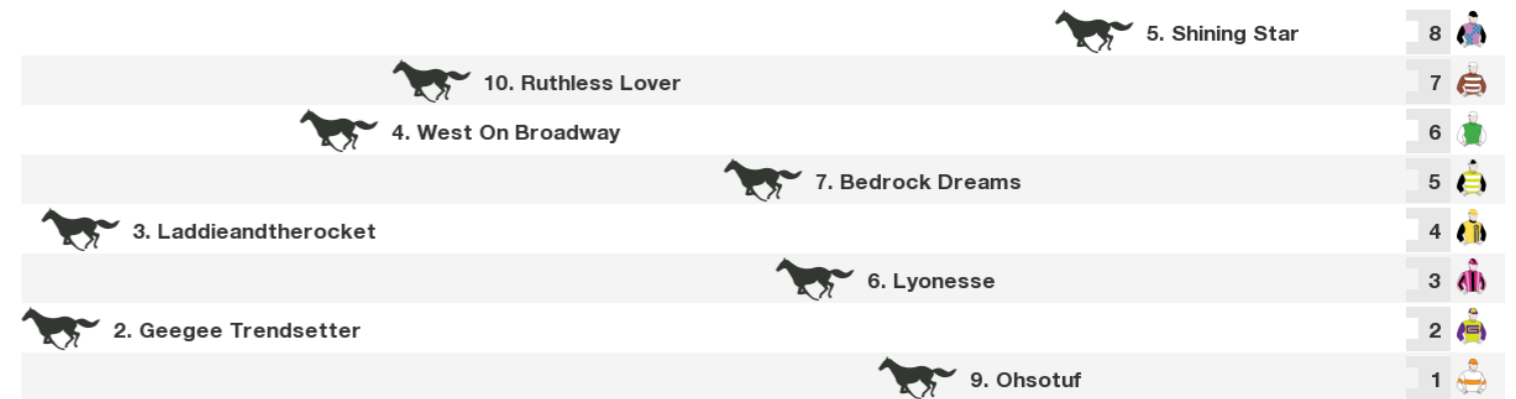 5. Shining Star 8
10. Ruthless Lover 7
4. West On Broadway 6
7. Bedrock Dreams 5
3. Laddieandtherocket 4
6. Lyonesse 3
2. Geegee Trendsetter 2
9. Ohsotuf 1